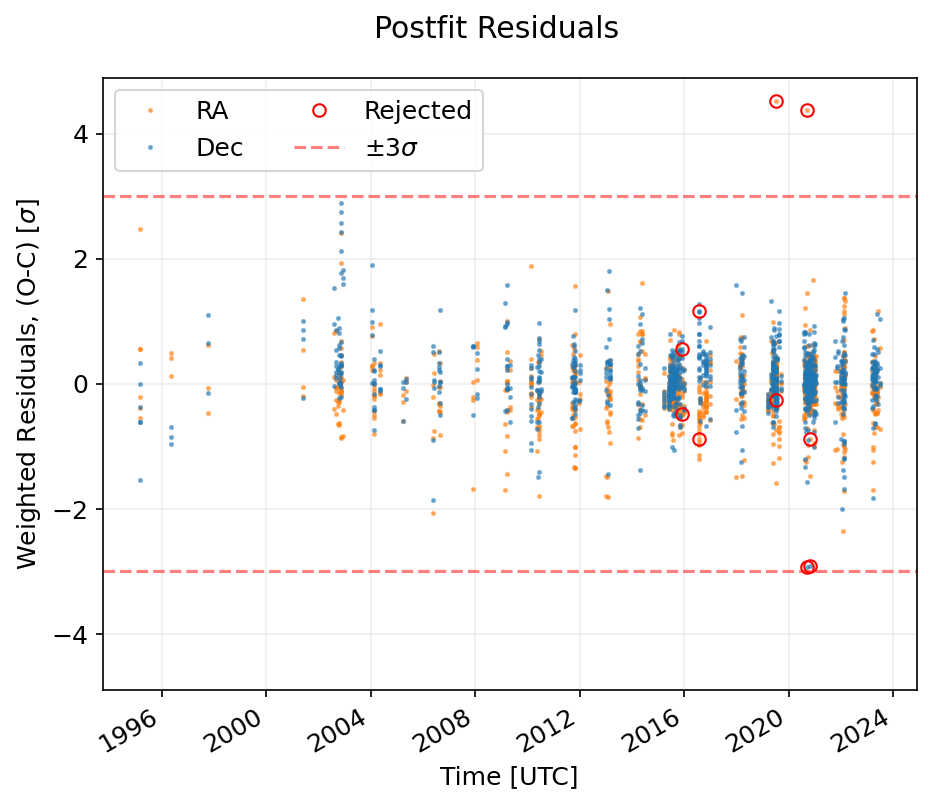 Postfit Residuals
RA
Dec
Rejected
±3σ
Weighted Residuals, (O-C) [σ]
4
2
0
−2
−4
1996
2000
2004
2008
2012
2016
2020
2024
Time [UTC]